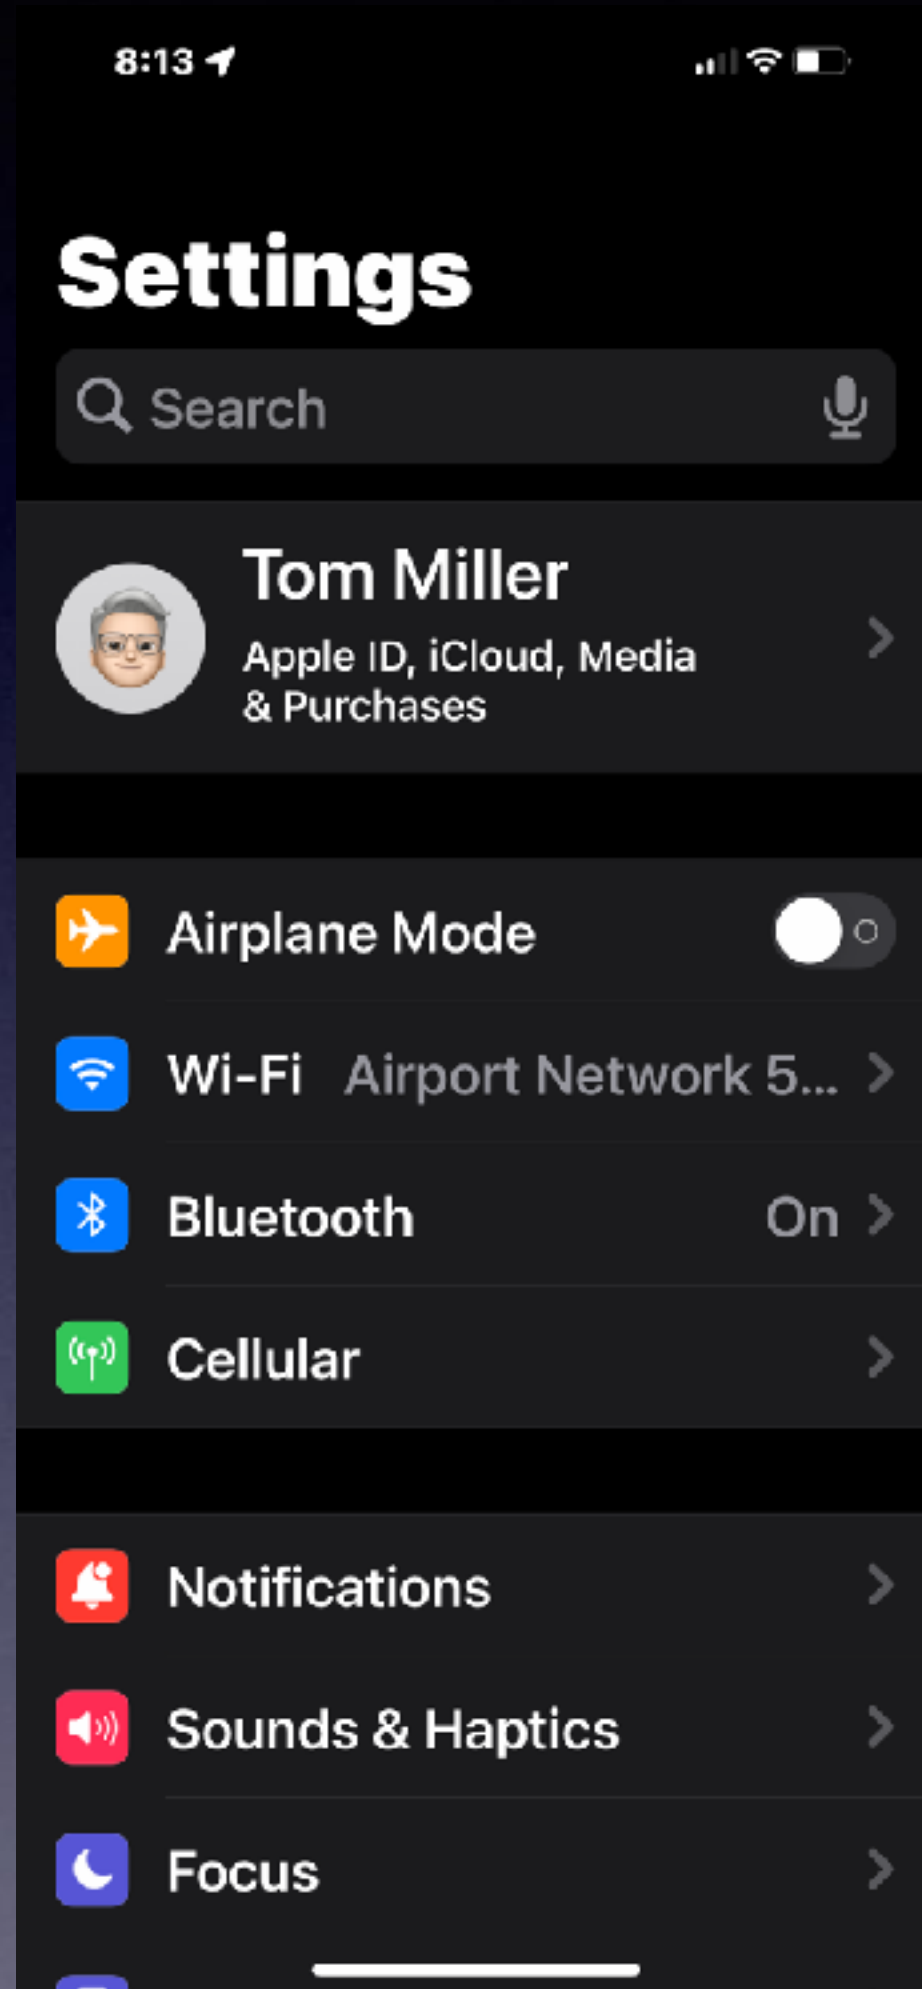 8:13
Settings
Search
Tom Miller
Apple ID, iCloud, Media
& Purchases
Airplane Mode
Wi-Fi Airport Network 5...
Bluetooth On
Cellular
Notifications
Sounds & Haptics
Focus